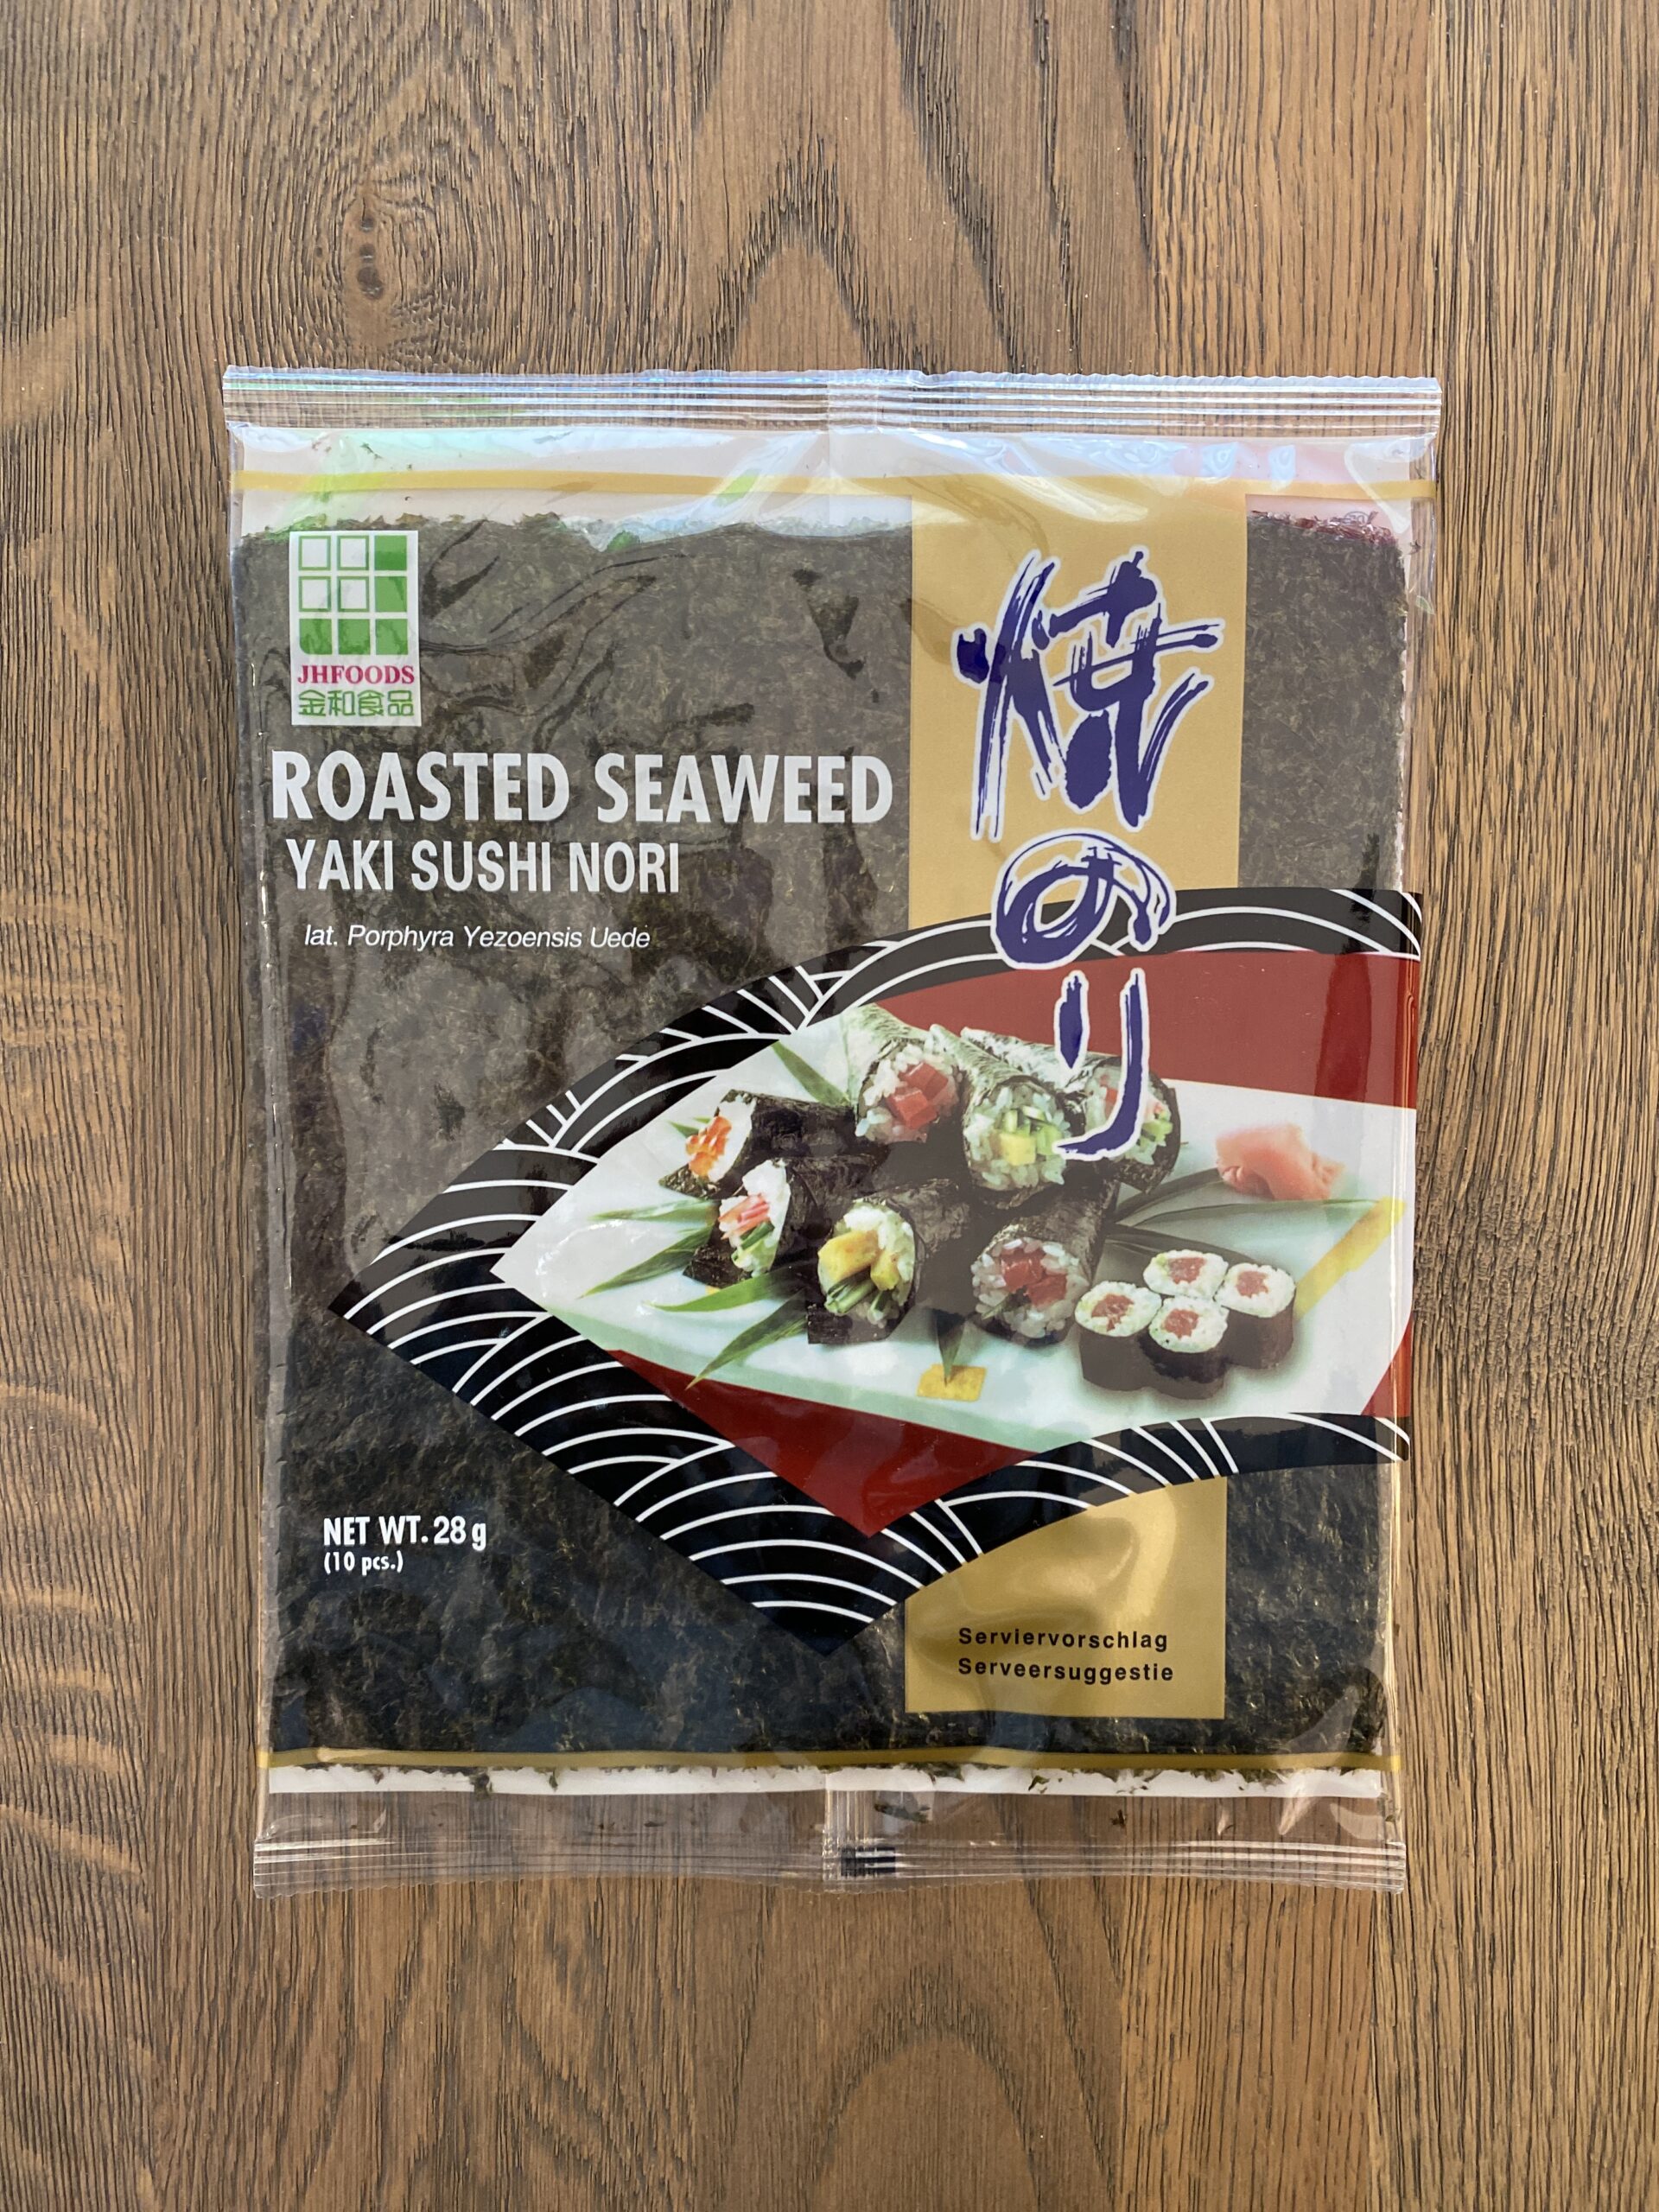 JHFOODS
金和食品
ROASTED SEAWEED
YAKI SUSHI NORI
lat. Porphyra Yezoensis Uede
焼のり
NET WT. 28 g
(10 pcs.)
Serviervorschlag
Serveersuggestie